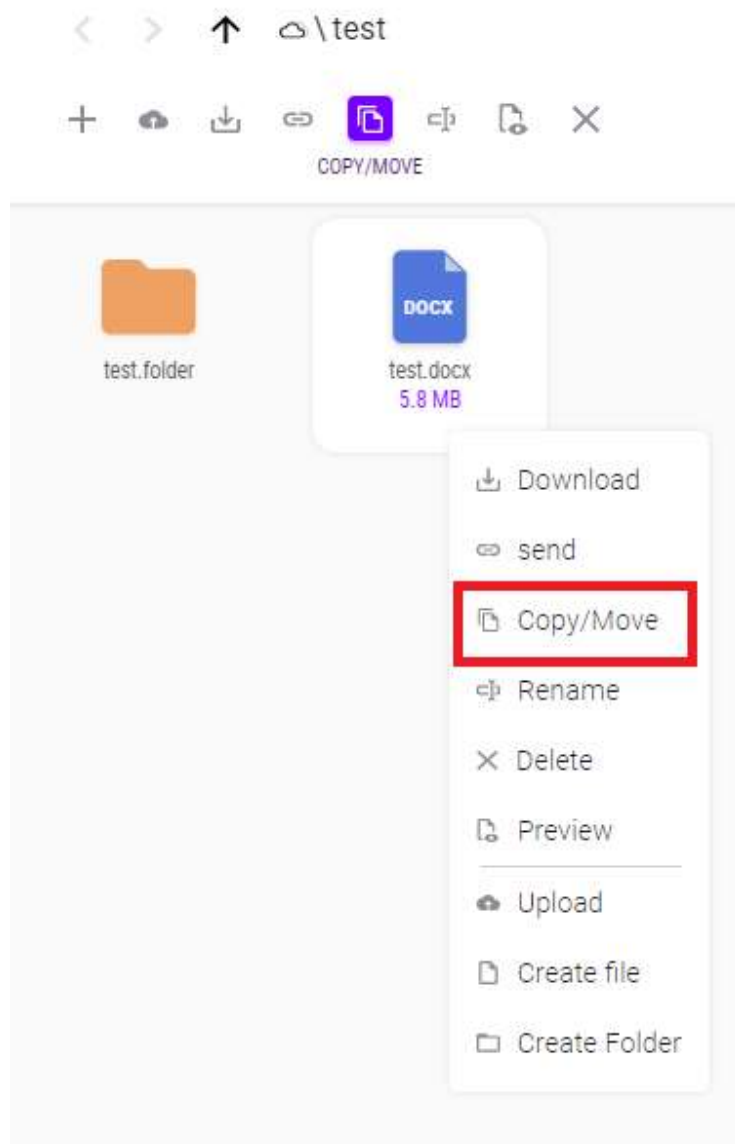 \ test
COPY/MOVE
DOCX
test.folder
test.docx
5.8 MB
Download
send
Copy/Move
Rename
Delete
Preview
Upload
Create file
Create Folder